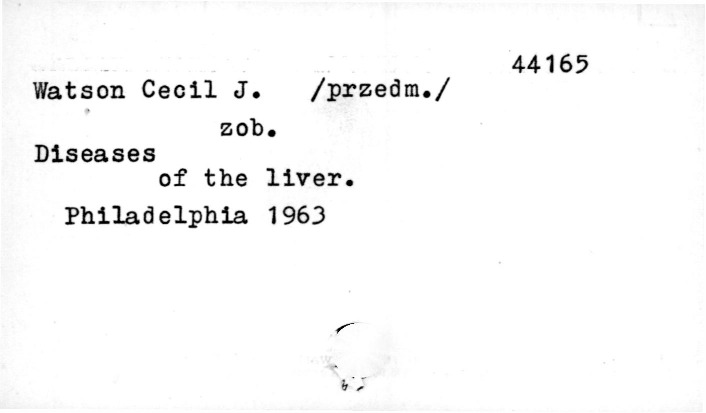 44165
Watson Cecil J. /przedm./
zob.
Diseases
of the liver.
Philadelphia 1963